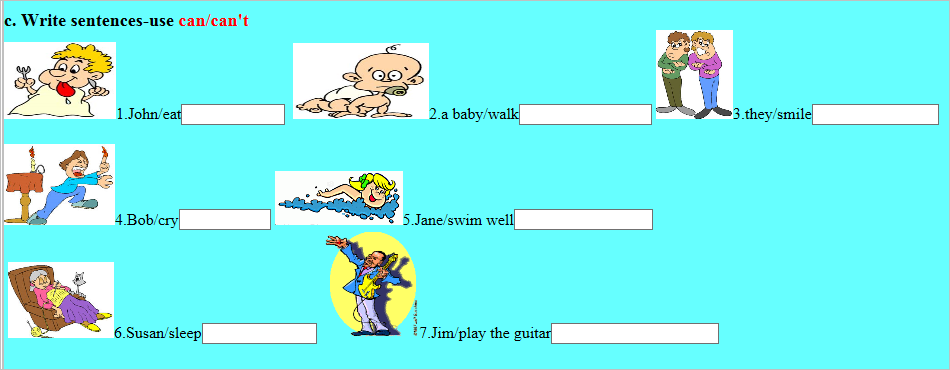 c. Write sentences-use can/can't
1.John/eat 2.a baby/walk 3.they/smile
4.Bob/cry 5.Jane/swim well
6.Susan/sleep 7.Jim/play the guitar